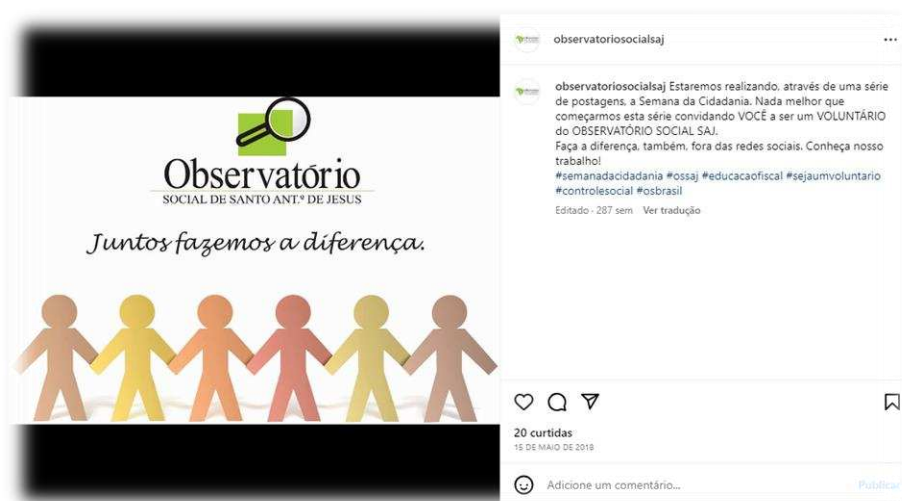 Observatório
SOCIAL DE SANTO ANT.º DE JESUS
Juntos fazemos a diferença.
observatoriosocialsaj
observatoriosocialsaj Estaremos realizando, através de uma série
de postagens, a Semana da Cidadania. Nada melhor que
começarmos esta série convidando VOCÊ a ser um VOLUNTÁRIO
do OBSERVATÓRIO SOCIAL SAJ.
Faça a diferença, também, fora das redes sociais. Conheça nosso
trabalho!
#semanadacidadania #ossaj #educacaofiscal #sejaumvoluntario
#controlesocial #osbrasil
Editado · 287 sem Ver tradução
20 curtidas
15 DE MAIO DE 2018
Adicione um comentário... Publicar